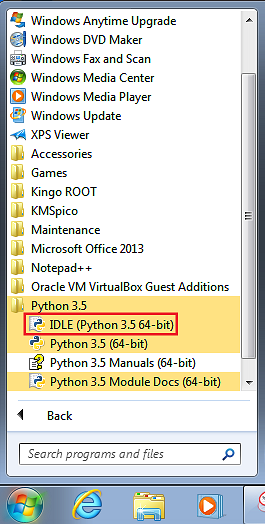 Windows Anytime Upgrade
Windows DVD Maker
Windows Fax and Scan
Windows Media Center
Windows Media Player
Windows Update
XPS Viewer
Accessories
Games
Kingo ROOT
KMSpico
Maintenance
Microsoft Office 2013
Notepad++
Oracle VM VirtualBox Guest Additions
Python 3.5
IDLE (Python 3.5 64-bit)
Python 3.5 (64-bit)
Python 3.5 Manuals (64-bit)
Python 3.5 Module Docs (64-bit)
Back
Search programs and files